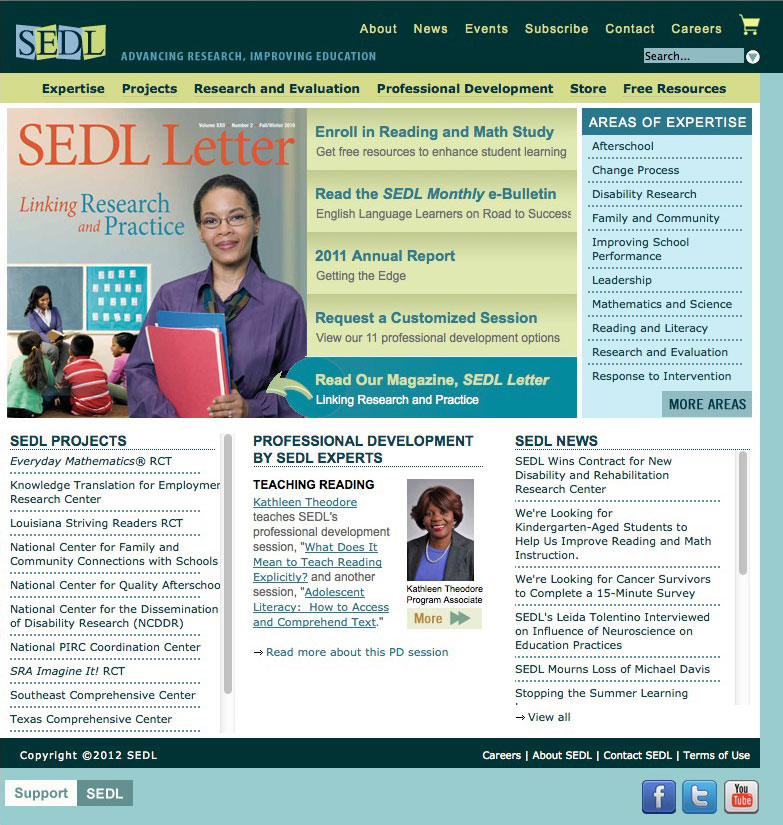 SEDL
ADVANCING RESEARCH, IMPROVING EDUCATION
About News Events Subscribe Contact Careers
Search...
Expertise Projects Research and Evaluation Professional Development Store Free Resources
Volume XXII Number 2 Fall/Winter 2010
SEDL Letter
Linking Research
and Practice
Enroll in Reading and Math Study
Get free resources to enhance student learning
Read the SEDL Monthly e-Bulletin
English Language Learners on Road to Success
2011 Annual Report
Getting the Edge
Request a Customized Session
View our 11 professional development options
Read Our Magazine, SEDL Letter
Linking Research and Practice
AREAS OF EXPERTISE
Afterschool
Change Process
Disability Research
Family and Community
Improving School
Performance
Leadership
Mathematics and Science
Reading and Literacy
Research and Evaluation
Response to Intervention
MORE AREAS
SEDL PROJECTS
Everyday Mathematics® RCT
Knowledge Translation for Employmer
Research Center
Louisiana Striving Readers RCT
National Center for Family and
Community Connections with Schools
National Center for Quality Afterschoo
National Center for the Dissemination
of Disability Research (NCDDR)
National PIRC Coordination Center
SRA Imagine It! RCT
Southeast Comprehensive Center
Texas Comprehensive Center
PROFESSIONAL DEVELOPMENT
BY SEDL EXPERTS
TEACHING READING
Kathleen Theodore
teaches SEDL's
professional development
session, "What Does It
Mean to Teach Reading
Explicitly? and another
session, "Adolescent
Literacy: How to Access
and Comprehend Text."
Kathleen Theodore
Program Associate
More
→ Read more about this PD session
SEDL NEWS
SEDL Wins Contract for New
Disability and Rehabilitation
Research Center
We're Looking for
Kindergarten-Aged Students to
Help Us Improve Reading and Math
Instruction.
We're Looking for Cancer Survivors
to Complete a 15-Minute Survey
SEDL's Leida Tolentino Interviewed
on Influence of Neuroscience on
Education Practices
SEDL Mourns Loss of Michael Davis
Stopping the Summer Learning
→ View all
Copyright ©2012 SEDL
Careers | About SEDL | Contact SEDL | Terms of Use
Support SEDL
f t You Tube